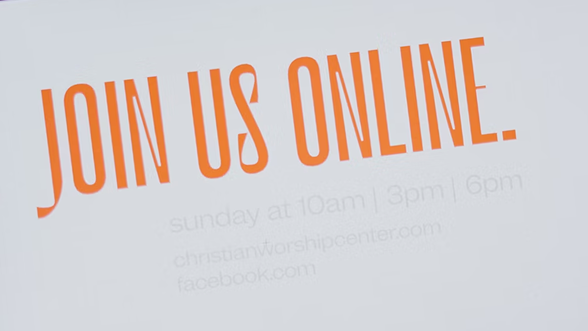 JOIN US ONLINE.
sunday at 10am | 3pm | 6pm
christianworshipcenter.com
facebook.com